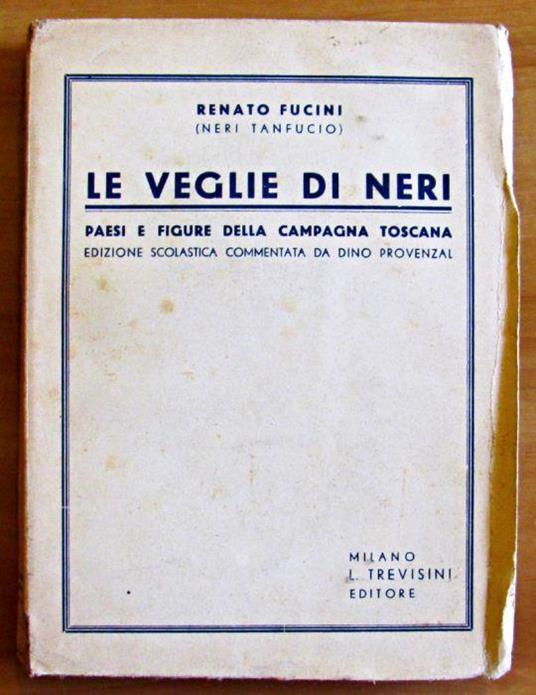 RENATO FUCINI
(NERI TANFUCIO)
LE VEGLIE DI NERI
PAESI E FIGURE DELLA CAMPAGNA TOSCANA
EDIZIONE SCOLASTICA COMMENTATA DA DINO PROVENZAL
MILANO
L. TREVISINI
EDITORE